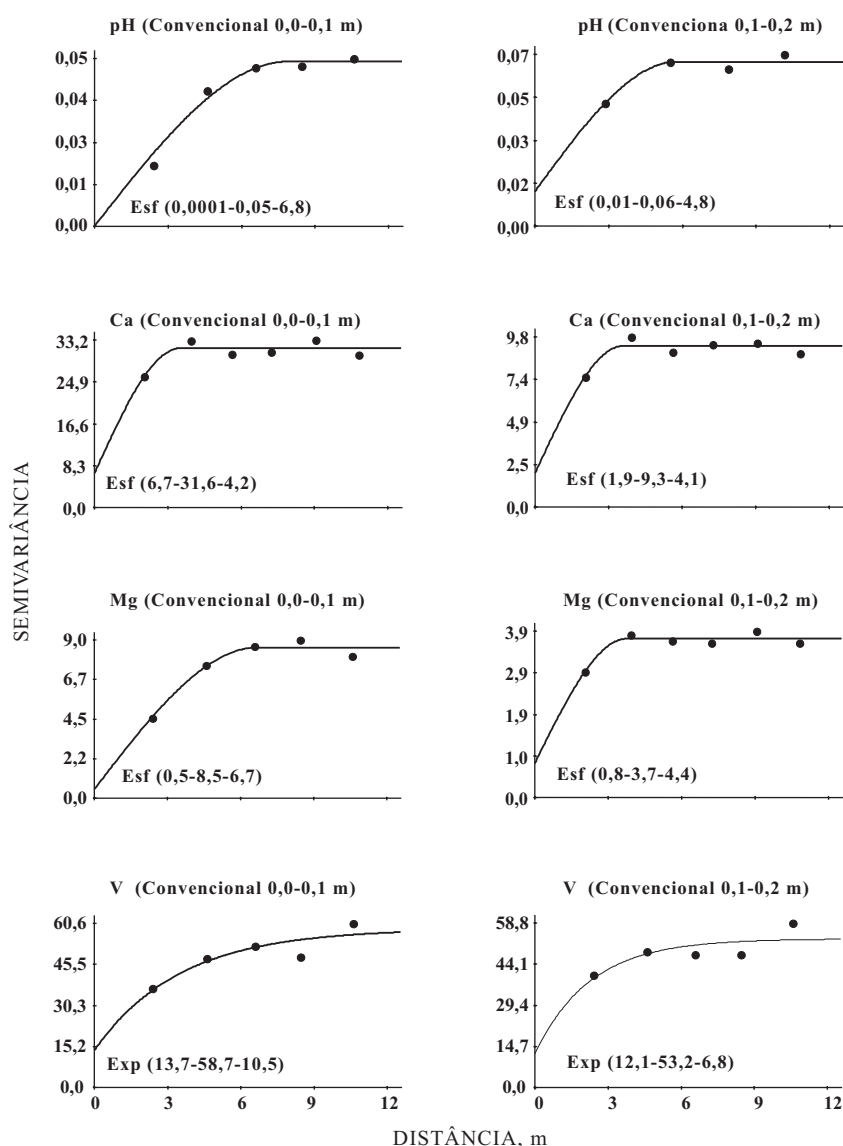 pH (Convencional 0,0-0,1 m)
0,05
0,04
0,03
0,01
0,00
Esf (0,0001-0,05-6,8)
pH (Convenciona 0,1-0,2 m)
0,07
0,05
0,03
0,02
0,00
Esf (0,01-0,06-4,8)
Ca (Convencional 0,0-0,1 m)
33,2
24,9
16,6
8,3
0,0
Esf (6,7-31,6-4,2)
Ca (Convencional 0,1-0,2 m)
9,8
7,4
4,9
2,5
0,0
Esf (1,9-9,3-4,1)
SEMIVARIÂNCIA
Mg (Convencional 0,0-0,1 m)
9,0
6,7
4,5
2,2
0,0
Esf (0,5-8,5-6,7)
Mg (Convencional 0,1-0,2 m)
3,9
2,9
1,9
1,0
0,0
Esf (0,8-3,7-4,4)
V (Convencional 0,0-0,1 m)
60,6
45,5
30,3
15,2
0,0
Exp (13,7-58,7-10,5)
0 3 6 9 12
V (Convencional 0,1-0,2 m)
58,8
44,1
29,4
14,7
0,0
Exp (12,1-53,2-6,8)
0 3 6 9 12
DISTÂNCIA, m